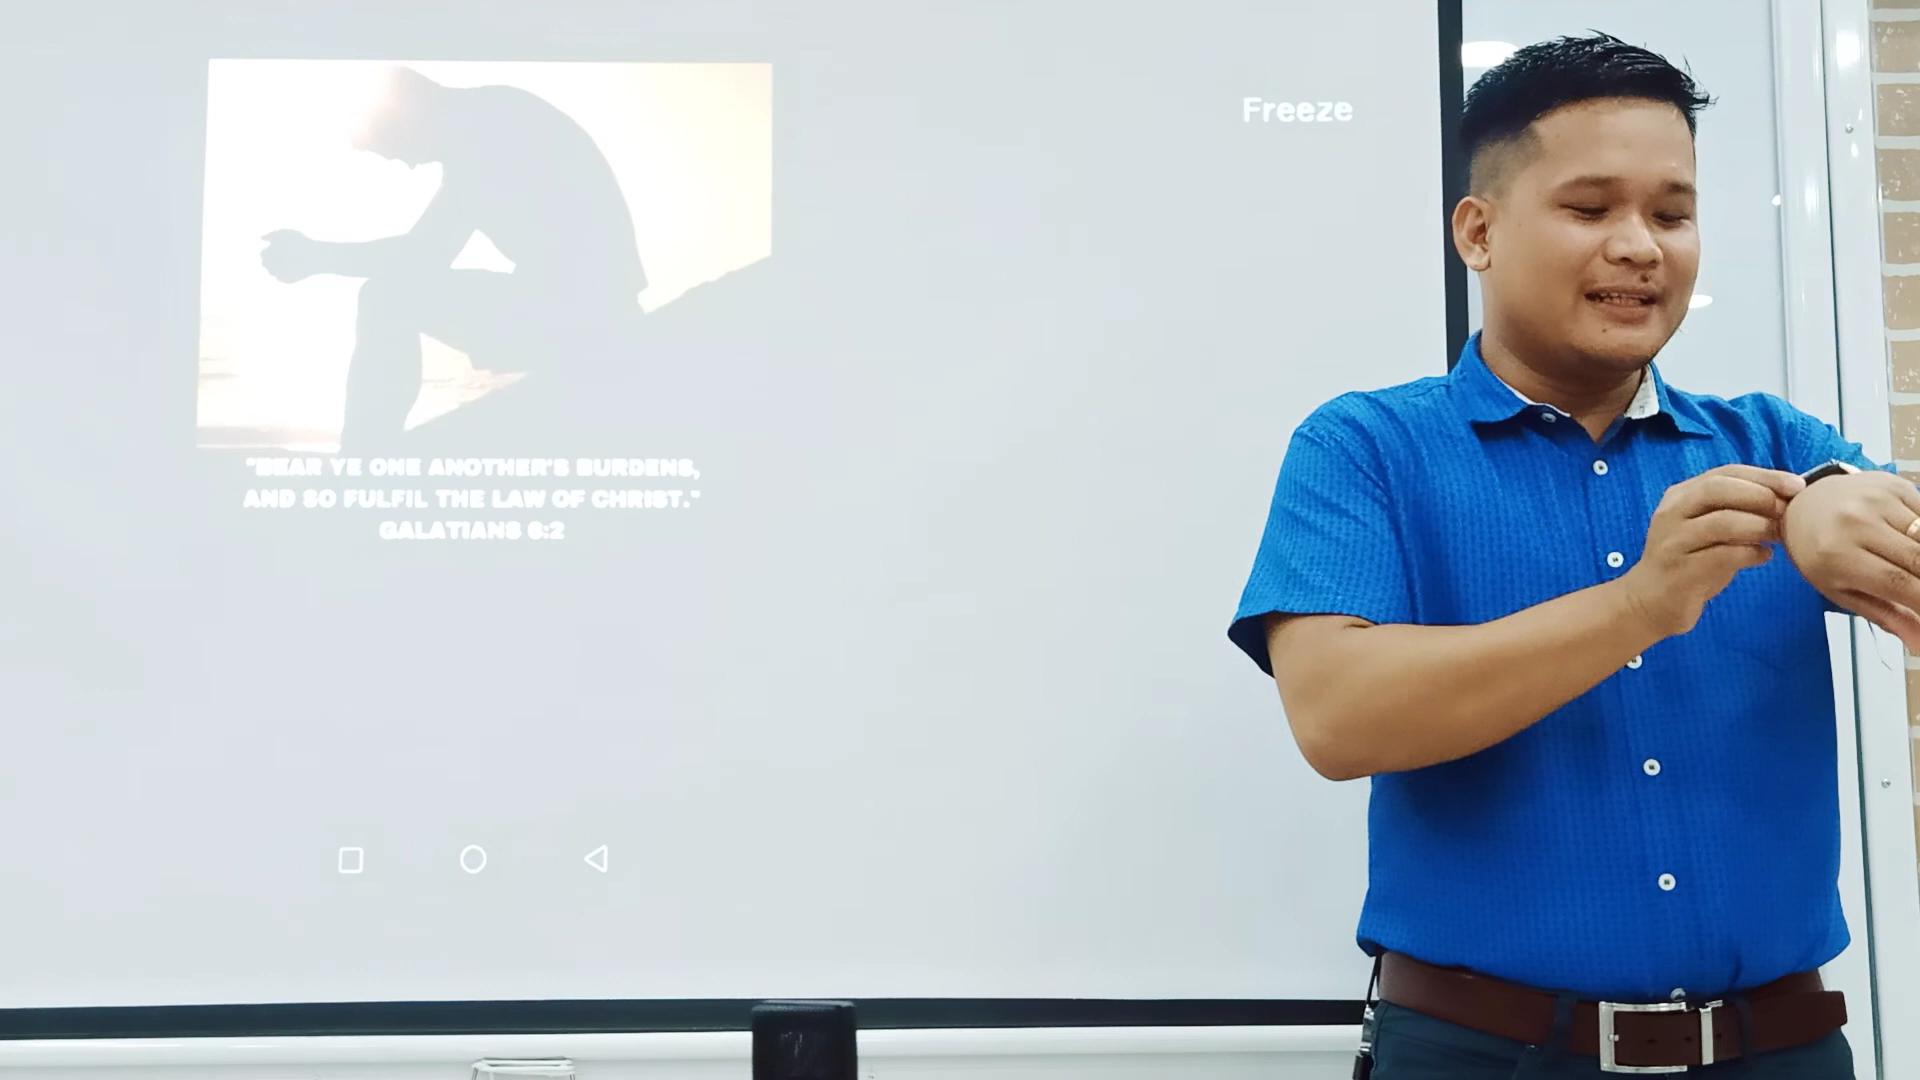 Freeze
"BEAR YE ONE ANOTHER'S BURDENS,
AND SO FULFIL THE LAW OF CHRIST."
GALATIANS 6:2